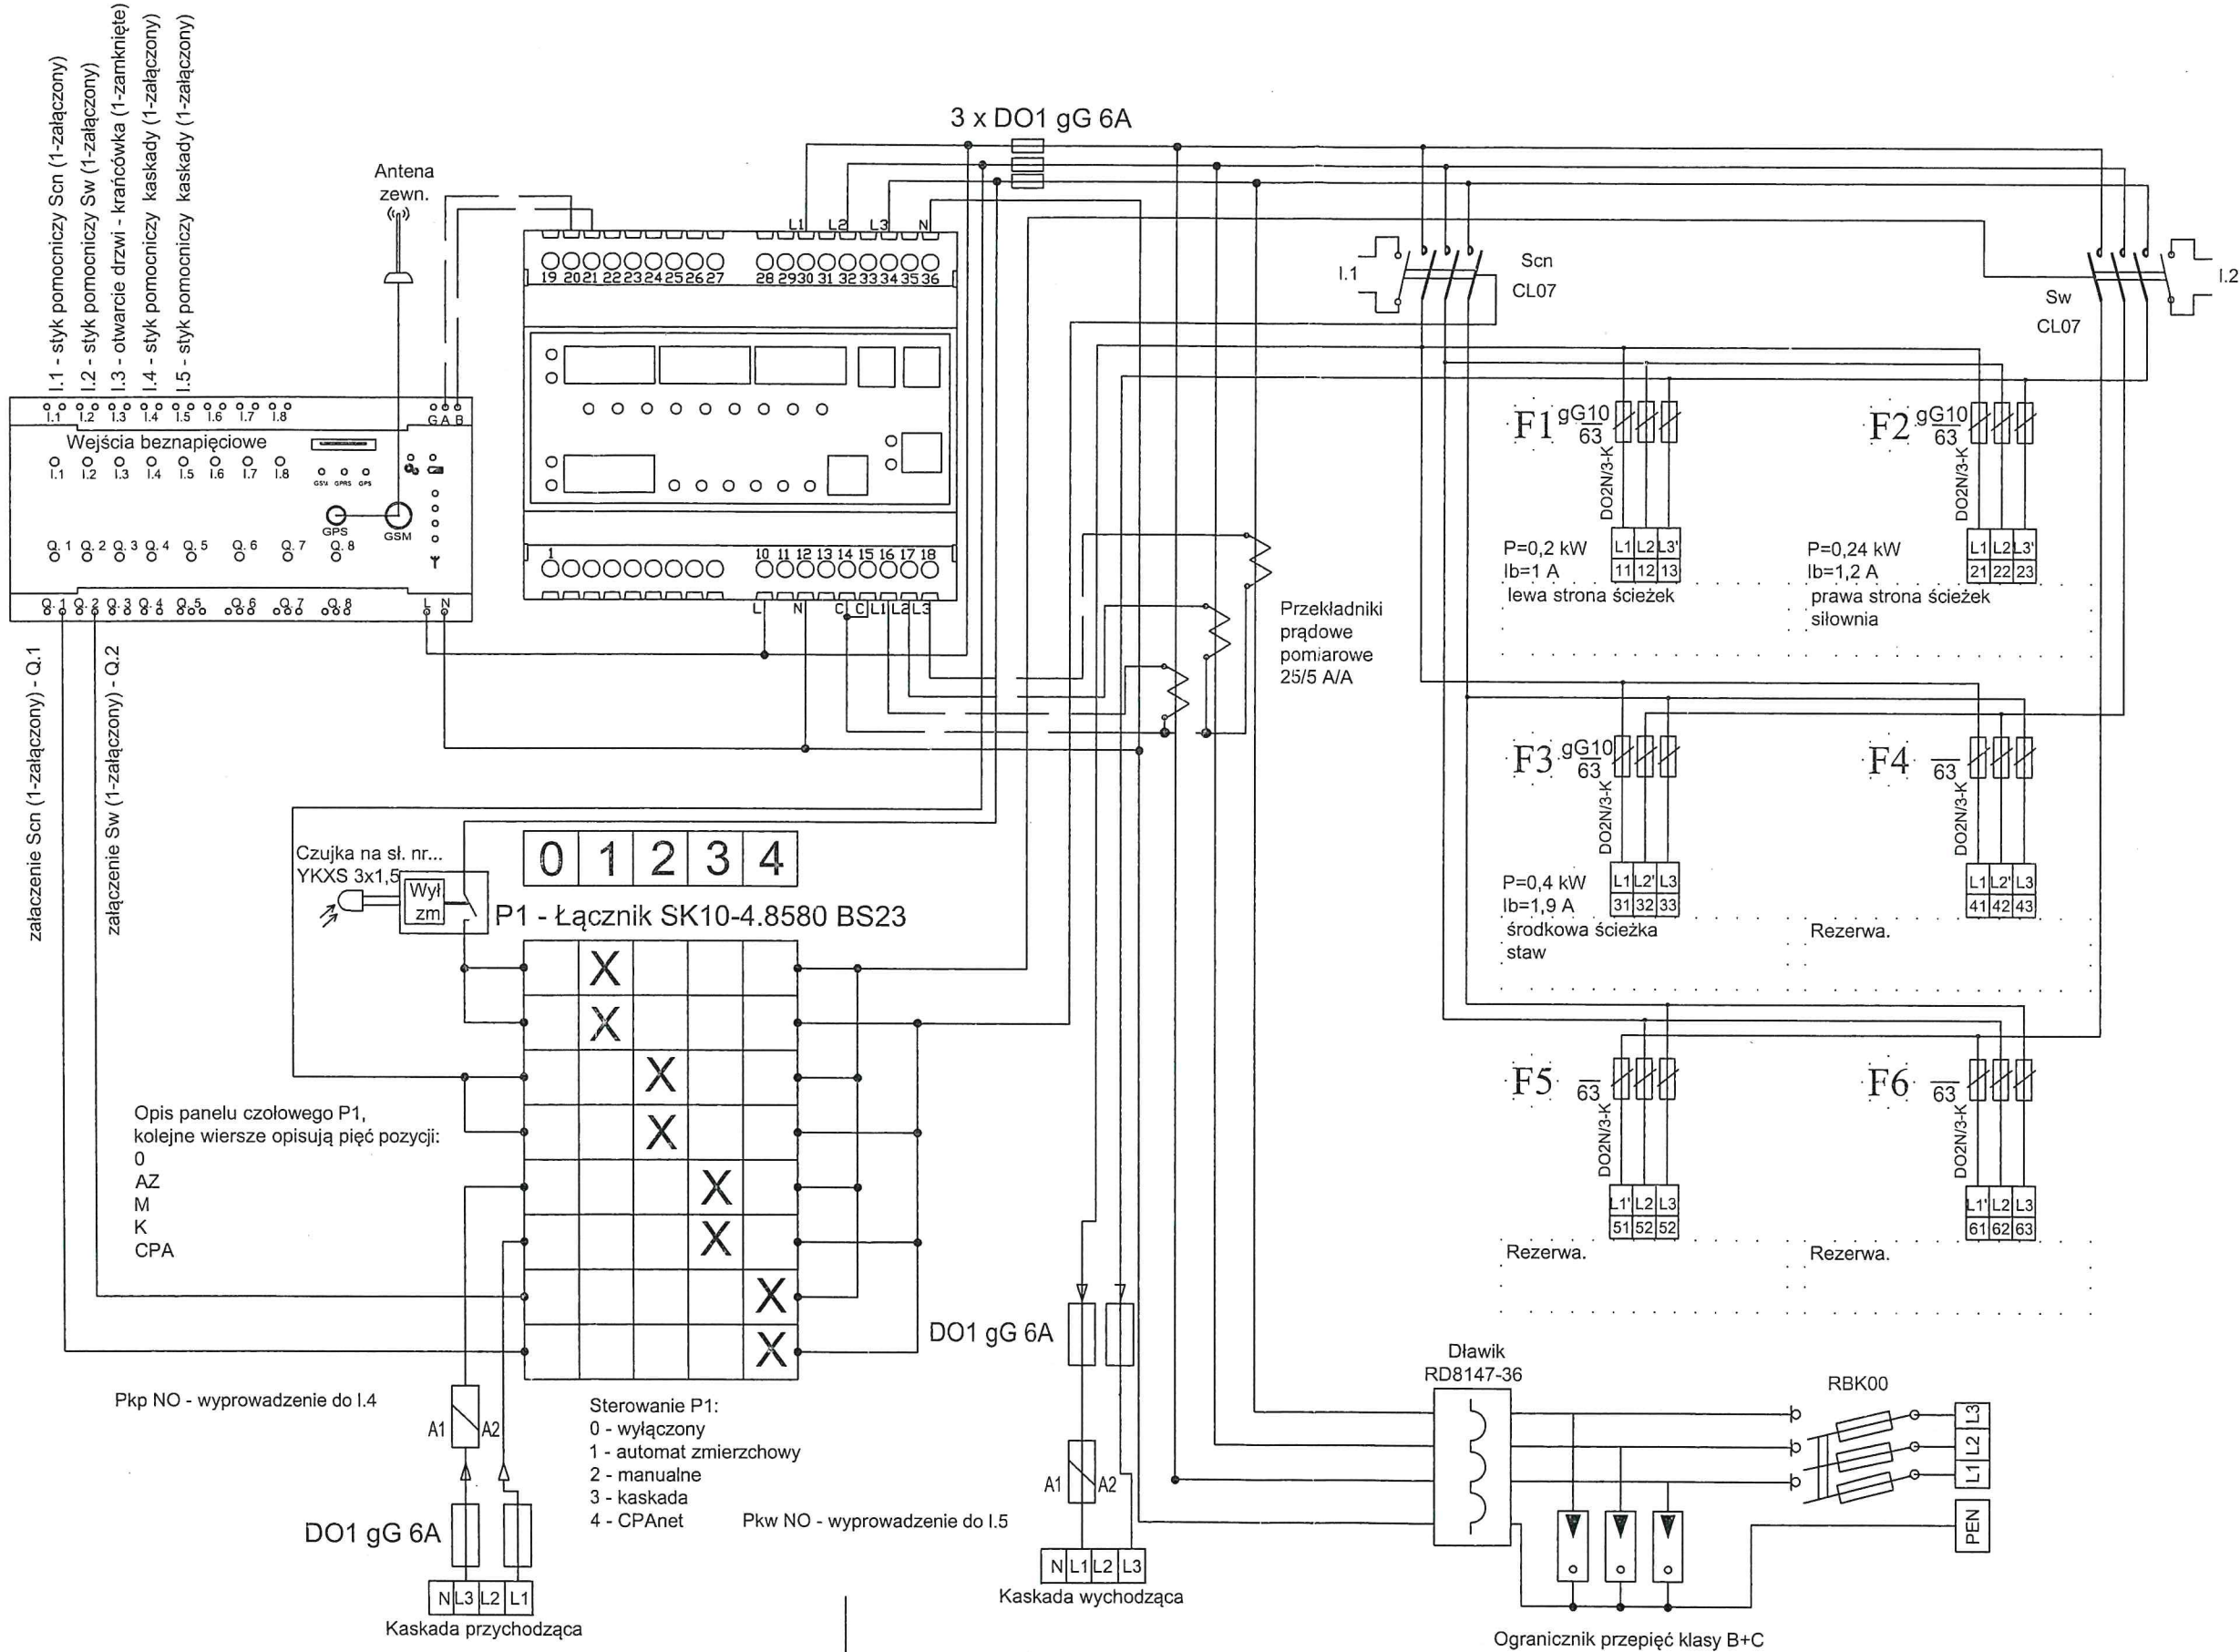 I.1 - styk pomocniczy Scn (1-załączony)
I.2 - styk pomocniczy Sw (1-załączony)
I.3 - otwarcie drzwi - krańcówka (1-zamknięte)
I.4 - styk pomocniczy kaskady (1-załączony)
I.5 - styk pomocniczy kaskady (1-załączony)
Antena
zewn.
3 x DO1 gG 6A
L1 L2 L3 N
19 20 21 22 23 24 25 26 27 28 29 30 31 32 33 34 35 36
I.1 I.2 I.3 I.4 I.5 I.6 I.7 I.8 G A B
Wejścia beznapięciowe
I.1 I.2 I.3 I.4 I.5 I.6 I.7 I.8
GSM GPRS GPS
GPS
GSM
Q. 1 Q. 2 Q. 3 Q. 4 Q. 5 Q. 6 Q. 7 Q. 8
Q. 1 Q. 2 Q. 3 Q. 4 Q. 5 Q. 6 Q. 7 Q. 8 L N
1 10 11 12 13 14 15 16 17 18
L N C C L1 L2 L3
załaczenie Scn (1-załączony) - Q.1
załączenie Sw (1-załączony) - Q.2
I.1
Scn
CL07
Sw
CL07
I.2
Przekładniki
prądowe
pomiarowe
25/5 A/A
F1 gG10
63
DO2N/3-K
P=0,2 kW
Ib=1 A
L1 L2 L3'
11 12 13
lewa strona ścieżek
F2 gG10
63
DO2N/3-K
P=0,24 kW
Ib=1,2 A
L1 L2 L3'
21 22 23
prawa strona ścieżek
siłownia
F3 gG10
63
DO2N/3-K
P=0,4 kW
Ib=1,9 A
L1 L2' L3
31 32 33
środkowa ścieżka
staw
F4 63
DO2N/3-K
L1 L2' L3
41 42 43
Rezerwa.
F5 63
DO2N/3-K
L1' L2 L3
51 52 52
Rezerwa.
F6 63
DO2N/3-K
L1' L2 L3
61 62 63
Rezerwa.
Czujka na sł. nr...
YKXS 3x1,5
Wył
zm
0 1 2 3 4
P1 - Łącznik SK10-4.8580 BS23
X
X
X
X
X
X
X
X
Opis panelu czołowego P1,
kolejne wiersze opisują pięć pozycji:
0
AZ
M
K
CPA
Pkp NO - wyprowadzenie do I.4
A1 A2
DO1 gG 6A
N L3 L2 L1
Kaskada przychodząca
Sterowanie P1:
0 - wyłączony
1 - automat zmierzchowy
2 - manualne
3 - kaskada
4 - CPAnet
Pkw NO - wyprowadzenie do I.5
DO1 gG 6A
A1 A2
N L1 L2 L3
Kaskada wychodząca
Dławik
RD8147-36
RBK00
L3
L2
L1
PEN
Ogranicznik przepięć klasy B+C